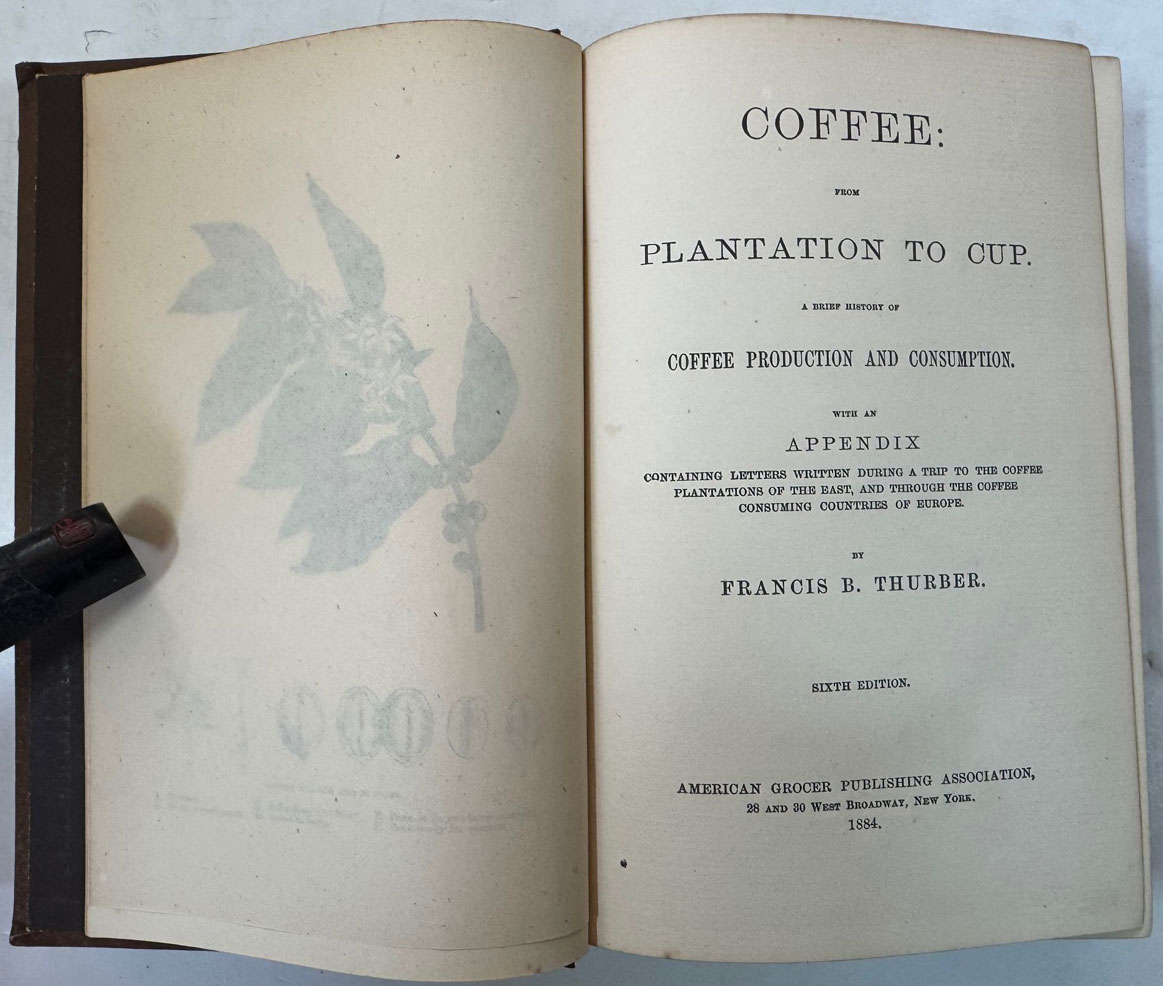 COFFEE:
FROM
PLANTATION TO CUP.
A BRIEF HISTORY OF
COFFEE PRODUCTION AND CONSUMPTION.
WITH AN
APPENDIX
CONTAINING LETTERS WRITTEN DURING A TRIP TO THE COFFEE
PLANTATIONS OF THE EAST, AND THROUGH THE COFFEE
CONSUMING COUNTRIES OF EUROPE.
BY
FRANCIS B. THURBER.
SIXTH EDITION.
AMERICAN GROCER PUBLISHING ASSOCIATION,
28 AND 30 WEST BROADWAY, NEW YORK.
1884.